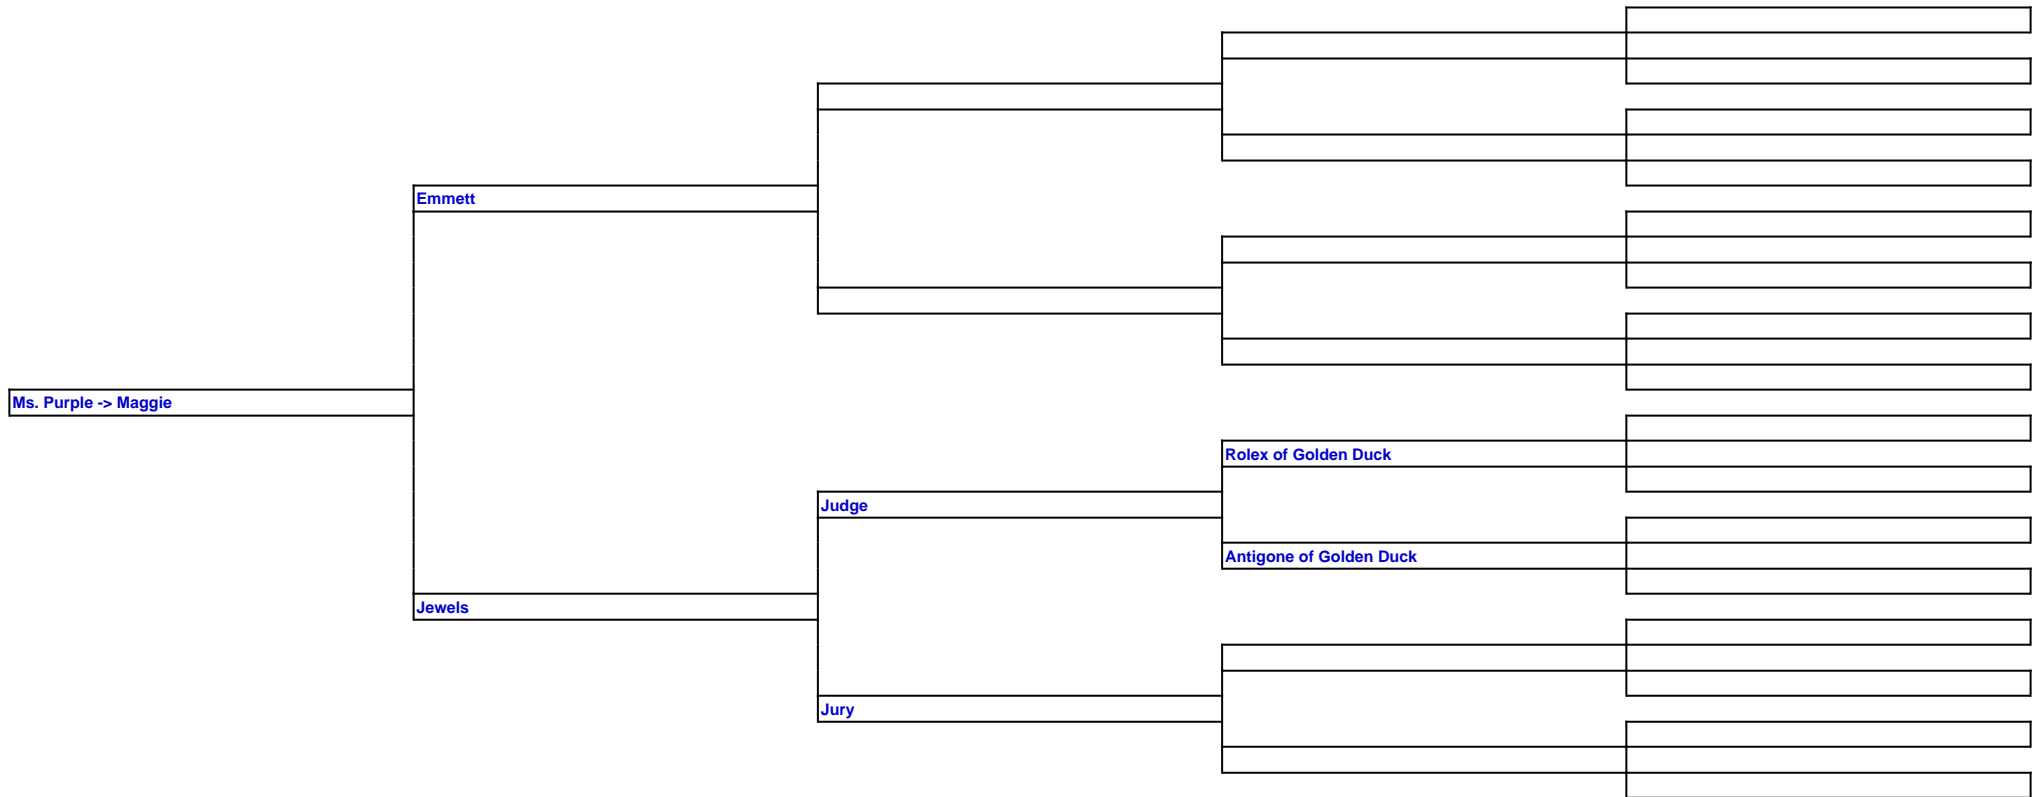 Emmett
Ms. Purple -> Maggie
Rolex of Golden Duck
Judge
Antigone of Golden Duck
Jewels
Jury